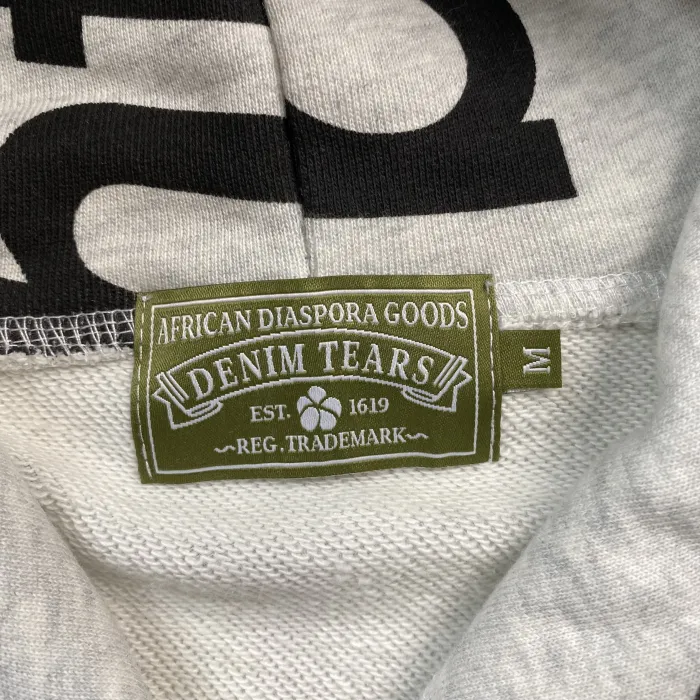 AFRICAN DIASPORA GOODS
DENIM TEARS
EST. 1619
~REG.TRADEMARK~
M